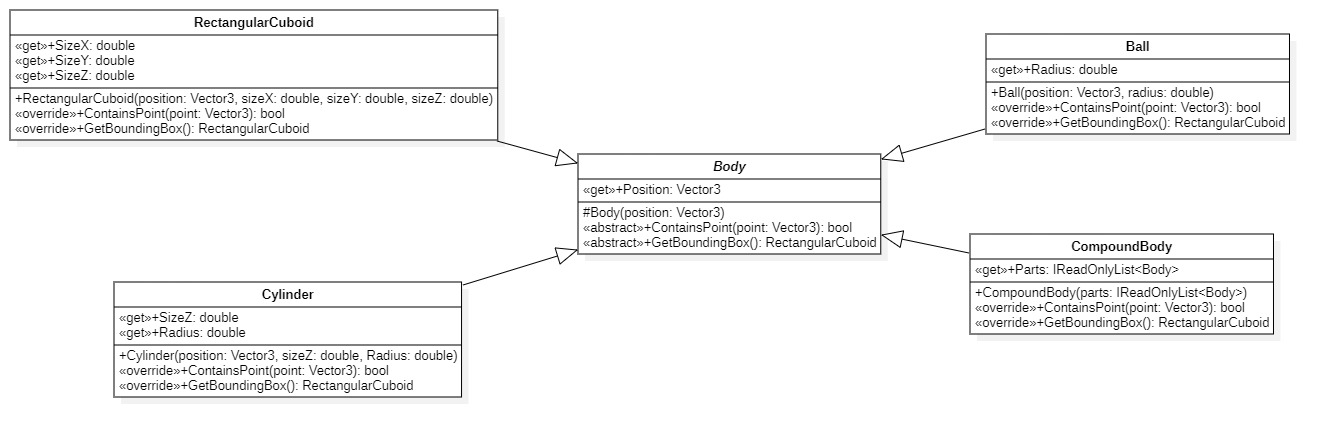 RectangularCuboid
«get»+SizeX: double
«get»+SizeY: double
«get»+SizeZ: double
+RectangularCuboid(position: Vector3, sizeX: double, sizeY: double, sizeZ: double)
«override»+ContainsPoint(point: Vector3): bool
«override»+GetBoundingBox(): RectangularCuboid
Ball
«get»+Radius: double
+Ball(position: Vector3, radius: double)
«override»+ContainsPoint(point: Vector3): bool
«override»+GetBoundingBox(): RectangularCuboid
Body
«get»+Position: Vector3
#Body(position: Vector3)
«abstract»+ContainsPoint(point: Vector3): bool
«abstract»+GetBoundingBox(): RectangularCuboid
Cylinder
«get»+SizeZ: double
«get»+Radius: double
+Cylinder(position: Vector3, sizeZ: double, Radius: double)
«override»+ContainsPoint(point: Vector3): bool
«override»+GetBoundingBox(): RectangularCuboid
CompoundBody
«get»+Parts: IReadOnlyList<Body>
+CompoundBody(parts: IReadOnlyList<Body>)
«override»+ContainsPoint(point: Vector3): bool
«override»+GetBoundingBox(): RectangularCuboid